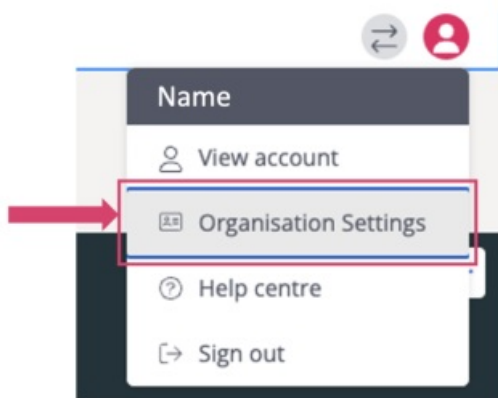 Name
View account
Organisation Settings
Help centre
Sign out